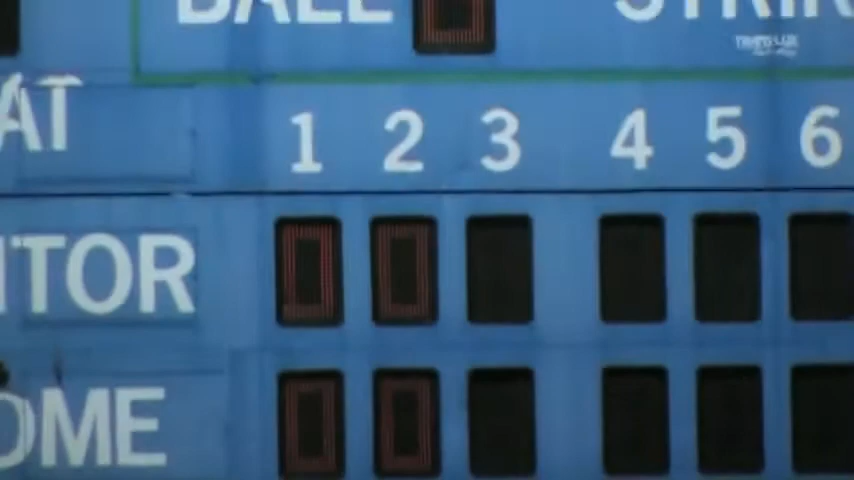 BALL 0 STRIK
AT
1 2 3 4 5 6
ITOR 0 0
OME 0 0